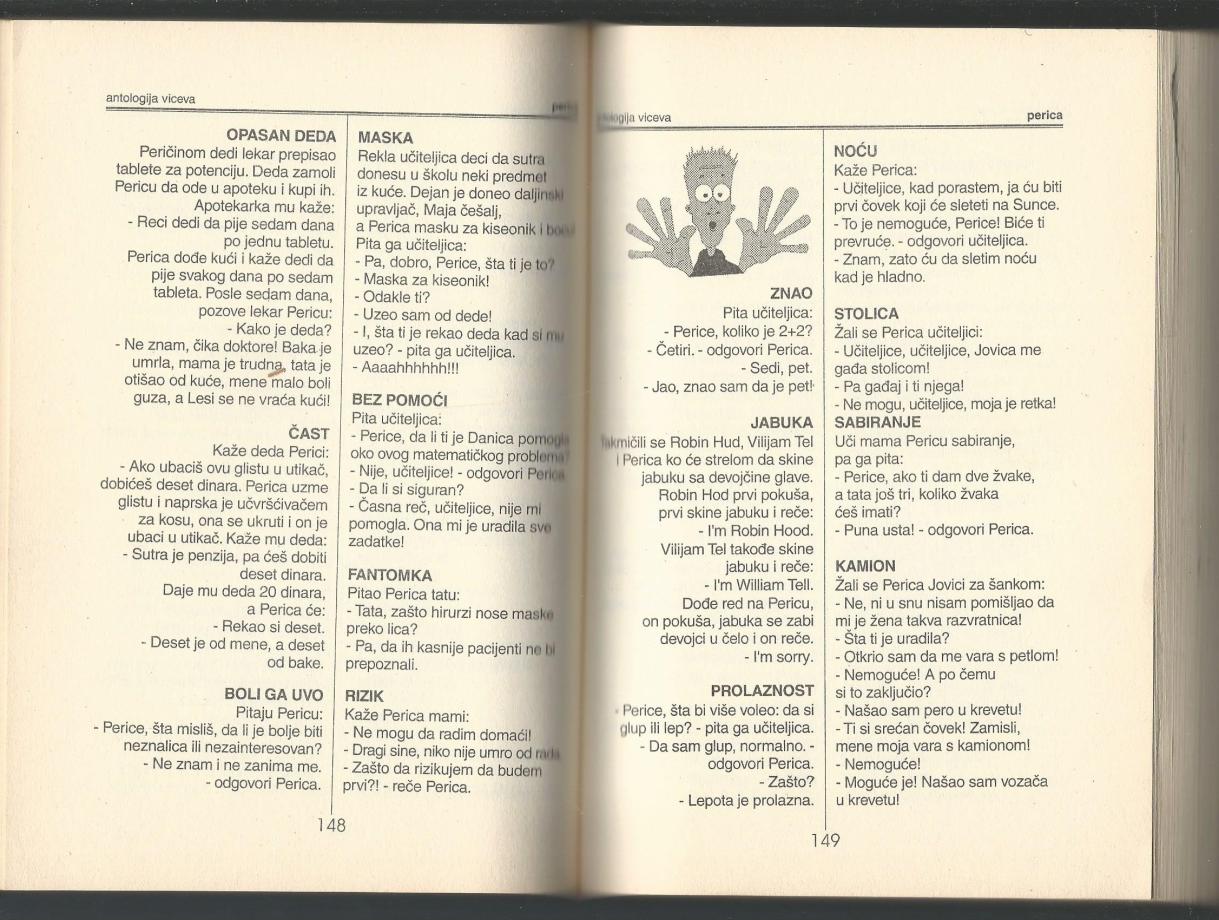 antologija viceva
OPASAN DEDA
Peričinom dedi lekar prepisao
tablete za potenciju. Deda zamoli
Pericu da ode u apoteku i kupi ih.
Apotekarka mu kaže:
- Reci dedi da pije sedam dana
po jednu tabletu.
Perica dođe kući i kaže dedi da
pije svakog dana po sedam
tableta. Posle sedam dana,
pozove lekar Pericu:
- Kako je deda?
- Ne znam, čika doktore! Baka je
umrla, mama je trudna, tata je
otišao od kuće, mene malo boli
guza, a Lesi se ne vraća kući!
ČAST
Kaže deda Perici:
- Ako ubaciš ovu glistu u utikač,
dobićeš deset dinara. Perica uzme
glistu i naprska je učvršćivačem
za kosu, ona se ukruti i on je
ubaci u utikač. Kaže mu deda:
- Sutra je penzija, pa ćeš dobiti
deset dinara.
Daje mu deda 20 dinara,
a Perica će:
- Rekao si deset.
- Deset je od mene, a deset
od bake.
BOLI GA UVO
Pitaju Pericu:
- Perice, šta misliš, da li je bolje biti
neznalica ili nezainteresovan?
- Ne znam i ne zanima me.
- odgovori Perica.
MASKA
Rekla učiteljica deci da sutra
donesu u školu neki predmet
iz kuće. Dejan je doneo daljinski
upravljač, Maja češalj,
a Perica masku za kiseonik i bocu
Pita ga učiteljica:
- Pa, dobro, Perice, šta ti je to?
- Maska za kiseonik!
- Odakle ti?
- Uzeo sam od dede!
- I, šta ti je rekao deda kad si mu
uzeo? - pita ga učiteljica.
- Aaaahhhhhh!!!
BEZ POMOĆI
Pita učiteljica:
- Perice, da li ti je Danica pomogla
oko ovog matematičkog problema?
- Nije, učiteljice! - odgovori Perica
- Da li si siguran?
- Časna reč, učiteljice, nije mi
pomogla. Ona mi je uradila sve
zadatke!
FANTOMKA
Pitao Perica tatu:
- Tata, zašto hirurzi nose maske
preko lica?
- Pa, da ih kasnije pacijenti ne bi
prepoznali.
RIZIK
Kaže Perica mami:
- Ne mogu da radim domaći!
- Dragi sine, niko nije umro od rada
- Zašto da rizikujem da budem
prvi?! - reče Perica.
148
viceva
perica
ZNAO
Pita učiteljica:
- Perice, koliko je 2+2?
- Četiri. - odgovori Perica.
- Sedi, pet.
- Jao, znao sam da je pet!
JABUKA
se Robin Hud, Vilijam Tel
i Perica ko će strelom da skine
jabuku sa devojčine glave.
Robin Hod prvi pokuša,
prvi skine jabuku i reče:
- I'm Robin Hood.
Vilijam Tel takođe skine
jabuku i reče:
- I'm William Tell.
Dođe red na Pericu,
on pokuša, jabuka se zabi
devojci u čelo i on reče.
- I'm sorry.
PROLAZNOST
- Perice, šta bi više voleo: da si
glup ili lep? - pita ga učiteljica.
- Da sam glup, normalno. -
odgovori Perica.
- Zašto?
- Lepota je prolazna.
NOĆU
Kaže Perica:
- Učiteljice, kad porastem, ja ću biti
prvi čovek koji će sleteti na Sunce.
- To je nemoguće, Perice! Biće ti
prevruće. - odgovori učiteljica.
- Znam, zato ću da sletim noću
kad je hladno.
STOLICA
Žali se Perica učiteljici:
- Učiteljice, učiteljice, Jovica me
gađa stolicom!
- Pa gađaj i ti njega!
- Ne mogu, učiteljice, moja je retka!
SABIRANJE
Uči mama Pericu sabiranje,
pa ga pita:
- Perice, ako ti dam dve žvake,
a tata još tri, koliko žvaka
ćeš imati?
- Puna usta! - odgovori Perica.
KAMION
Žali se Perica Jovici za šankom:
- Ne, ni u snu nisam pomišljao da
mi je žena takva razvratnica!
- Šta ti je uradila?
- Otkrio sam da me vara s petlom!
- Nemoguće! A po čemu
si to zaključio?
- Našao sam pero u krevetu!
- Ti si srećan čovek! Zamisli,
mene moja vara s kamionom!
- Nemoguće!
- Moguće je! Našao sam vozača
u krevetu!
149